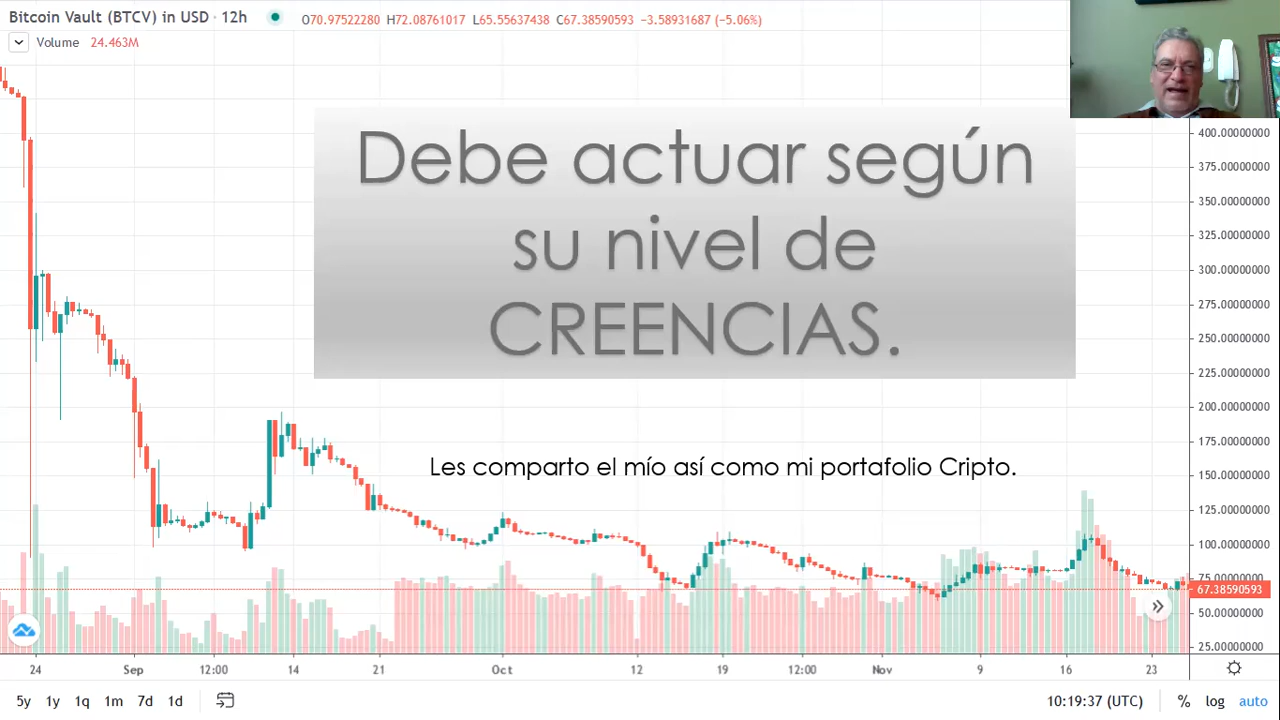 Bitcoin Vault (BTCV) in USD · 12h O70.97522280 H72.08761017 L65.55637438 C67.38590593 −3.58931687 (−5.06%)
Volume 24.463M
Debe actuar según
su nivel de
CREENCIAS.
Les comparto el mío así como mi portafolio Cripto.
400.00000000
375.00000000
350.00000000
325.00000000
300.00000000
275.00000000
250.00000000
225.00000000
200.00000000
175.00000000
150.00000000
125.00000000
100.00000000
75.00000000
67.38590593
50.00000000
25.00000000
24 Sep 12:00 14 21 Oct 12 19 12:00 Nov 9 16 23
5y 1y 1q 1m 7d 1d 10:19:37 (UTC) % log auto